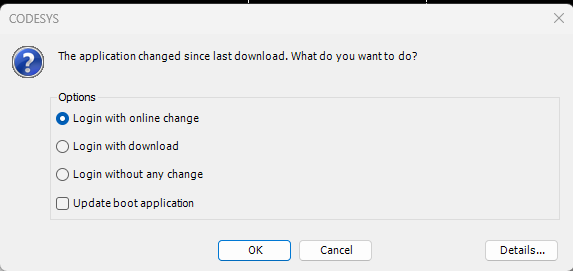 CODESYS
The application changed since last download. What do you want to do?
Options
Login with online change
Login with download
Login without any change
Update boot application
OK
Cancel
Details...